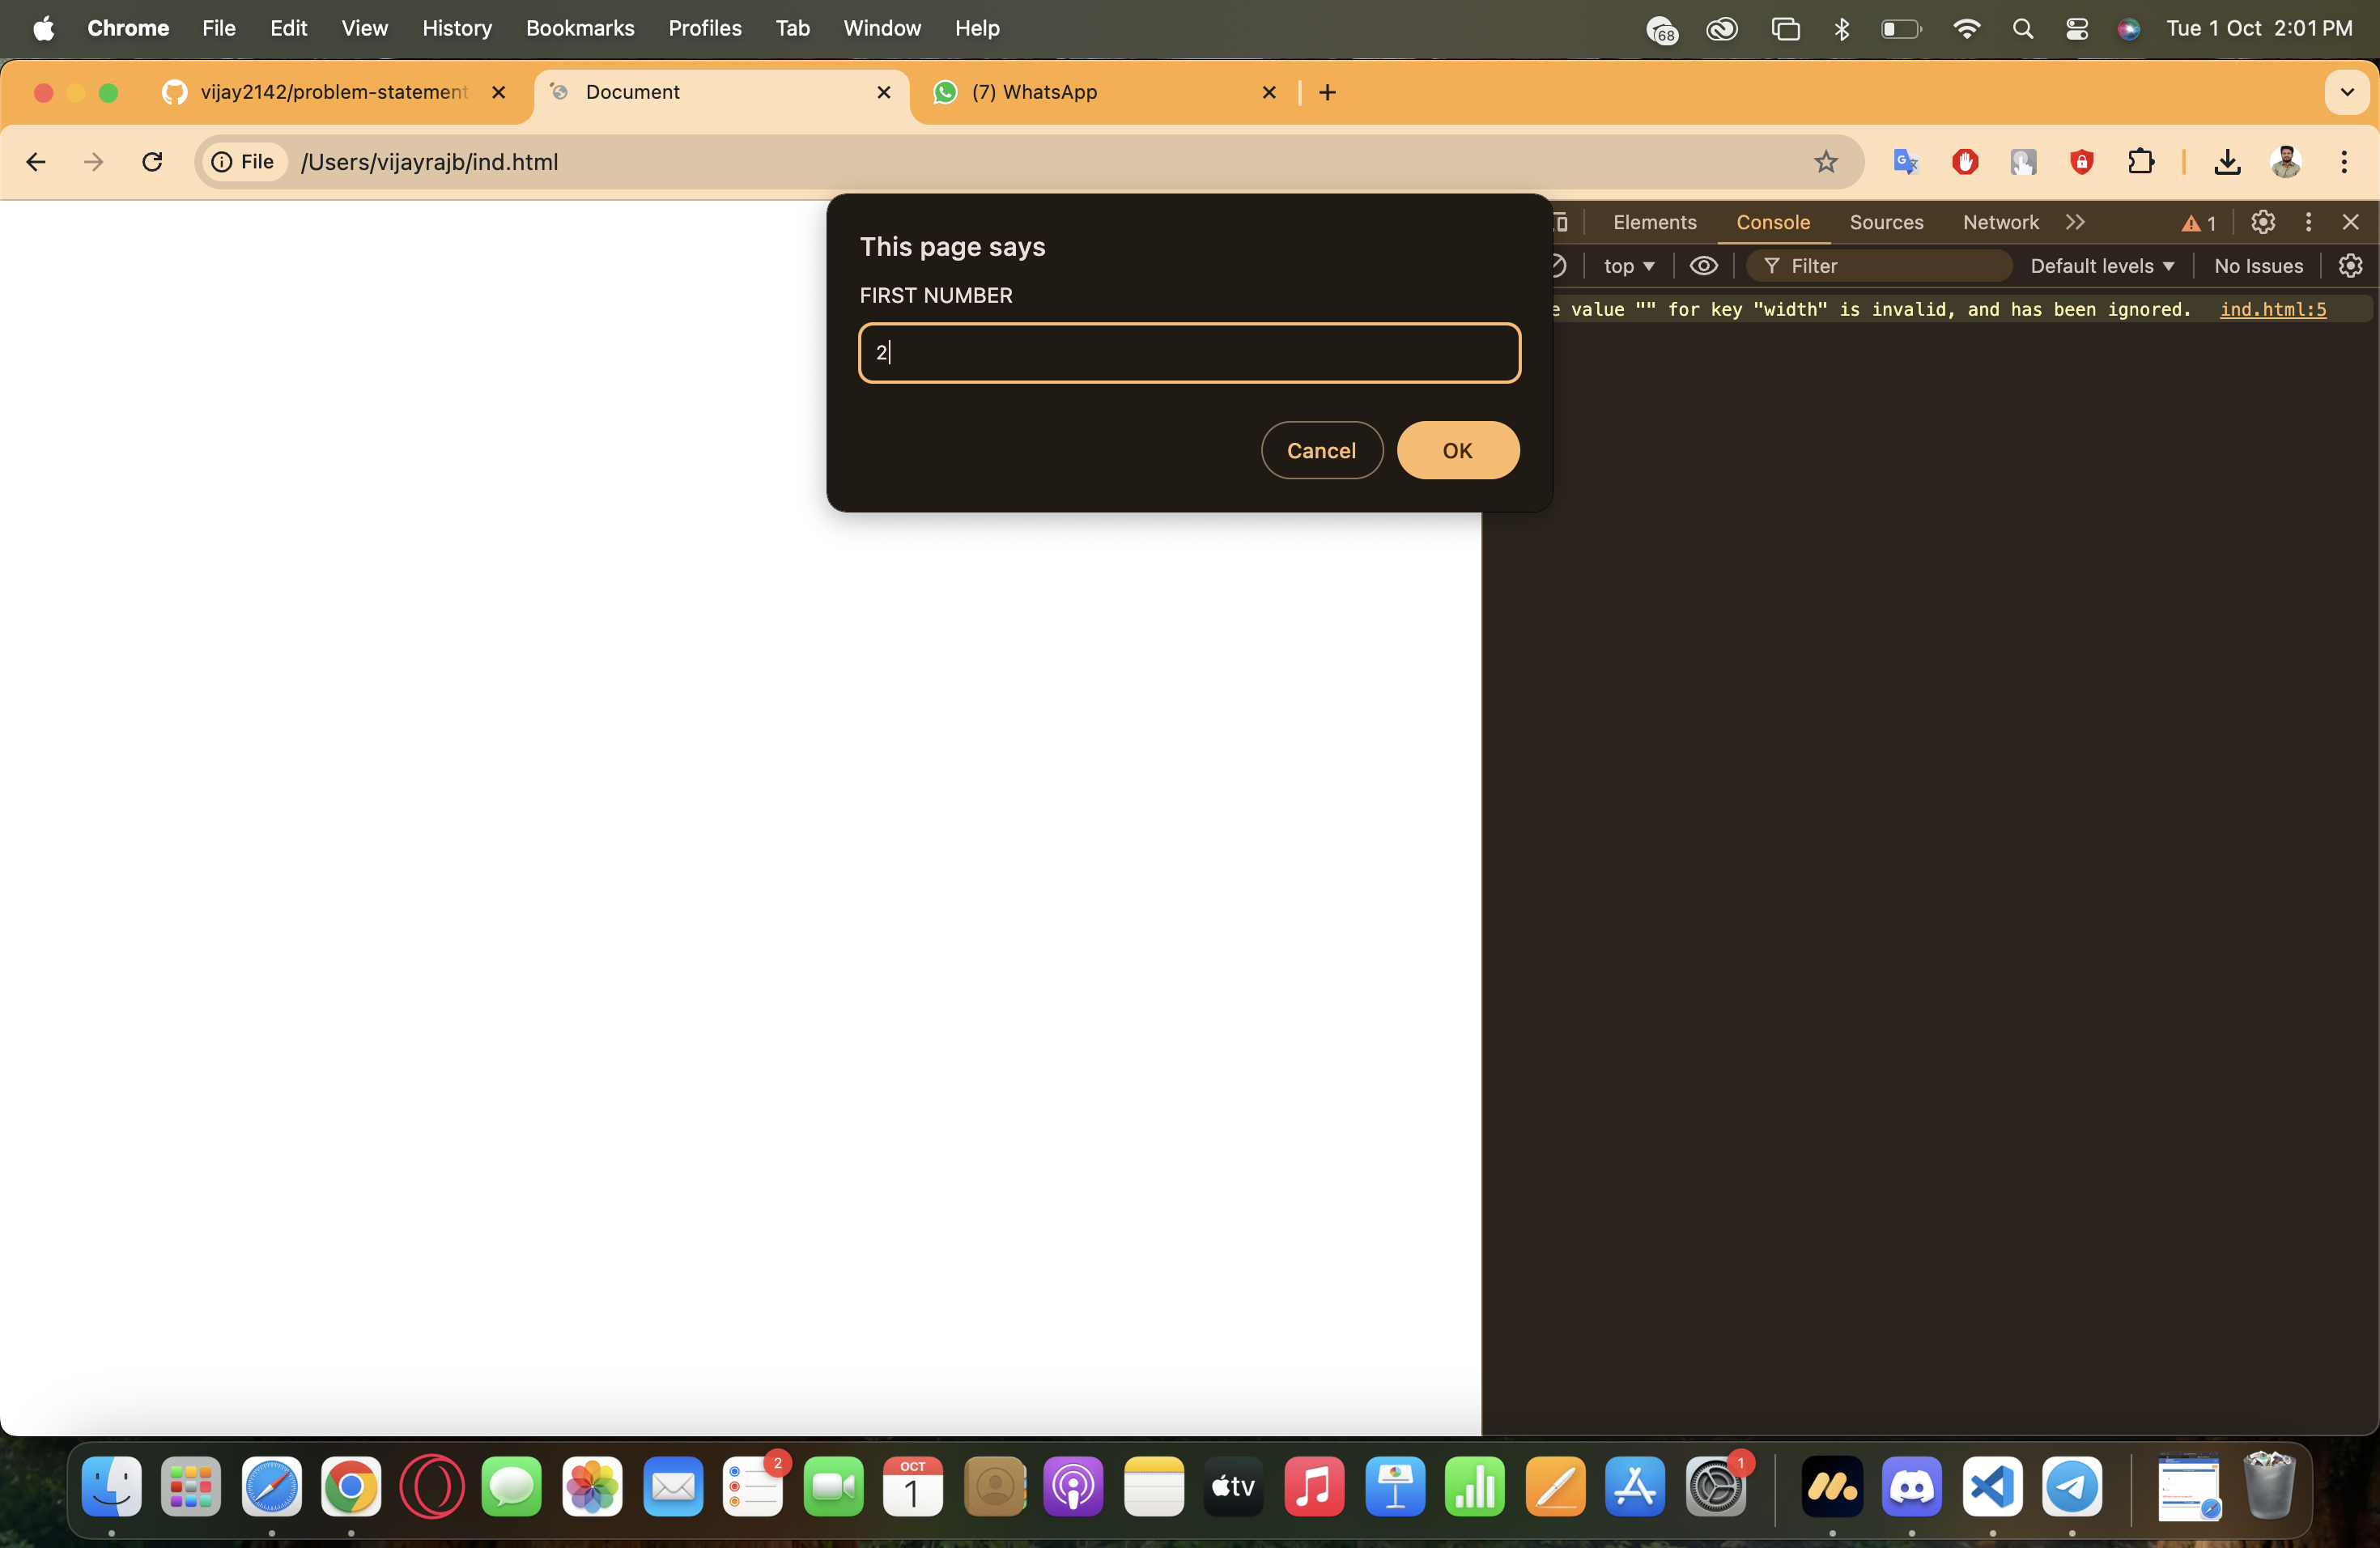 Chrome File Edit View History Bookmarks Profiles Tab Window Help 68 Tue 1 Oct 2:01 PM
vijay2142/problem-statement Document (7) WhatsApp
File /Users/vijayrajb/ind.html
This page says
FIRST NUMBER
2
Cancel OK
Elements Console Sources Network 1
top Filter Default levels No Issues
value "" for key "width" is invalid, and has been ignored. ind.html:5
2
OCT
1
tv
1